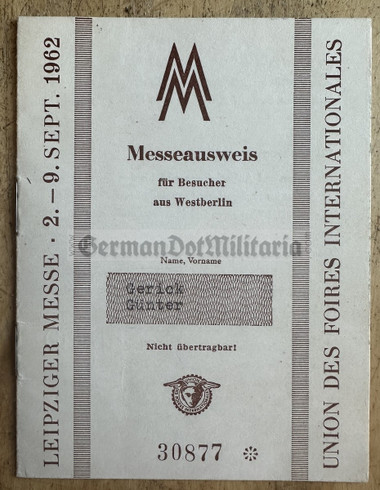 LEIPZIGER MESSE · 2. – 9. SEPT. 1962
MM
Messeausweis
für Besucher
aus Westberlin
GermanDotMilitaria
Name, Vorname
Gerick
Günter
Nicht übertragbar!
30877 *
UNION DES FOIRES INTERNATIONALES